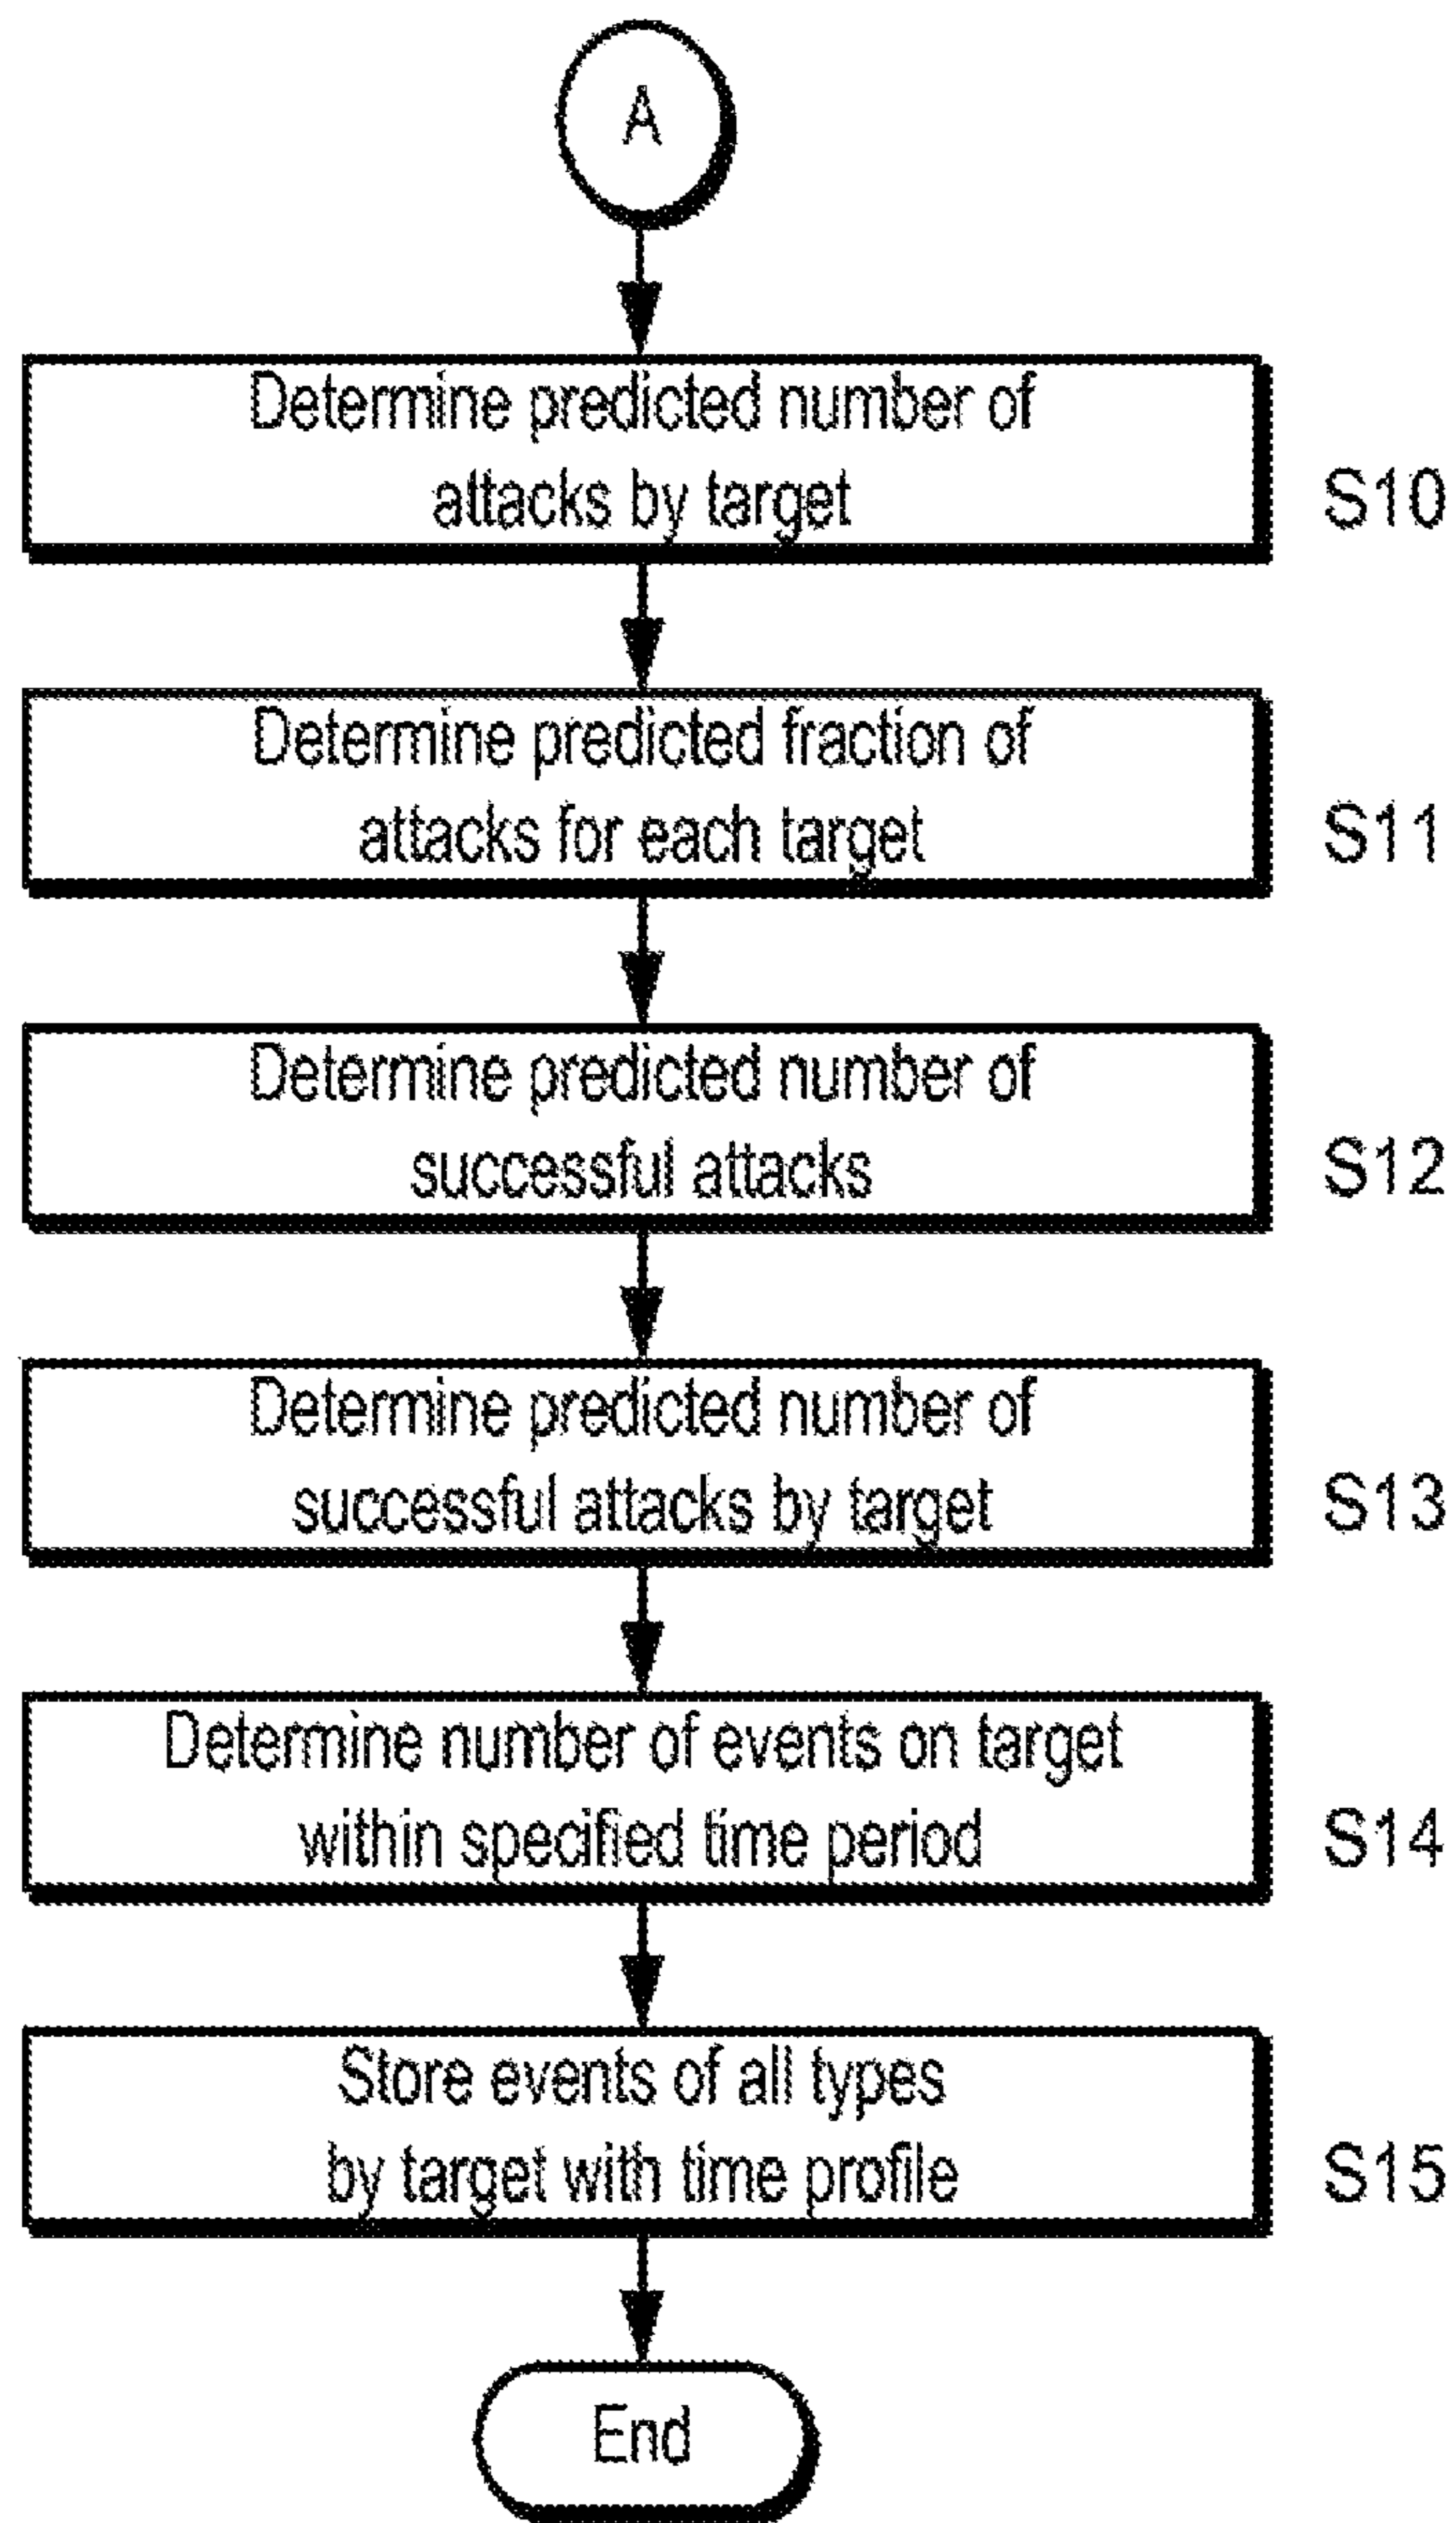 A
Determine predicted number of
attacks by target
S10
Determine predicted fraction of
attacks for each target
S11
Determine predicted number of
successful attacks
S12
Determine predicted number of
successful attacks by target
S13
Determine number of events on target
within specified time period
S14
Store events of all types
by target with time profile
S15
End